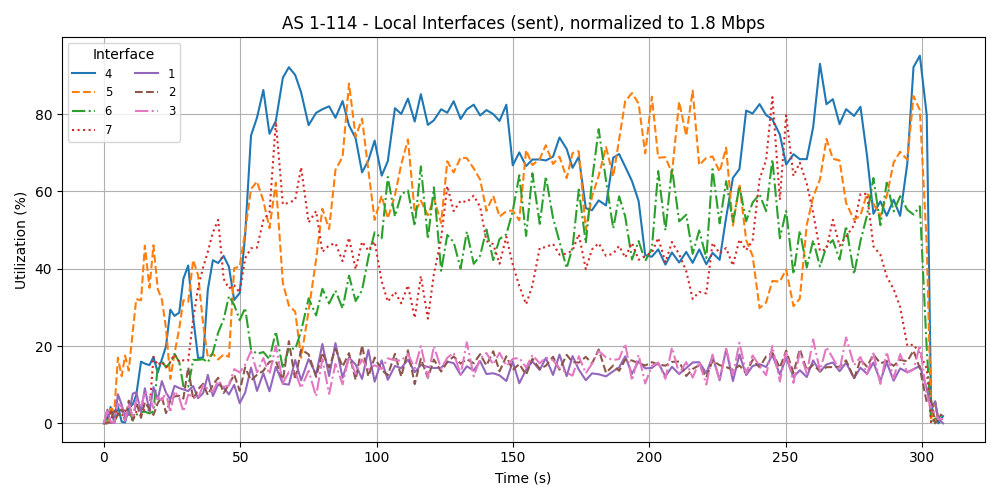 AS 1-114 - Local Interfaces (sent), normalized to 1.8 Mbps
Interface
4 1
5 2
6 3
7
Utilization (%)
80
60
40
20
0
0 50 100 150 200 250 300
Time (s)